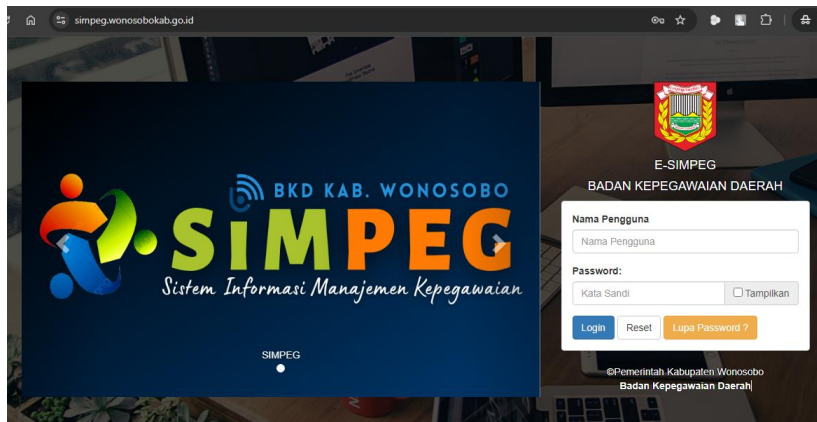 simpeg.wonosobokab.go.id
BKD KAB. WONOSOBO
SiMPEG
Sistem Informasi Manajemen Kepegawaian
SIMPEG
E-SIMPEG
BADAN KEPEGAWAIAN DAERAH
Nama Pengguna
Nama Pengguna
Password:
Kata Sandi
Tampilkan
Login
Reset
Lupa Password ?
©Pemerintah Kabupaten Wonosobo
Badan Kepegawaian Daerah